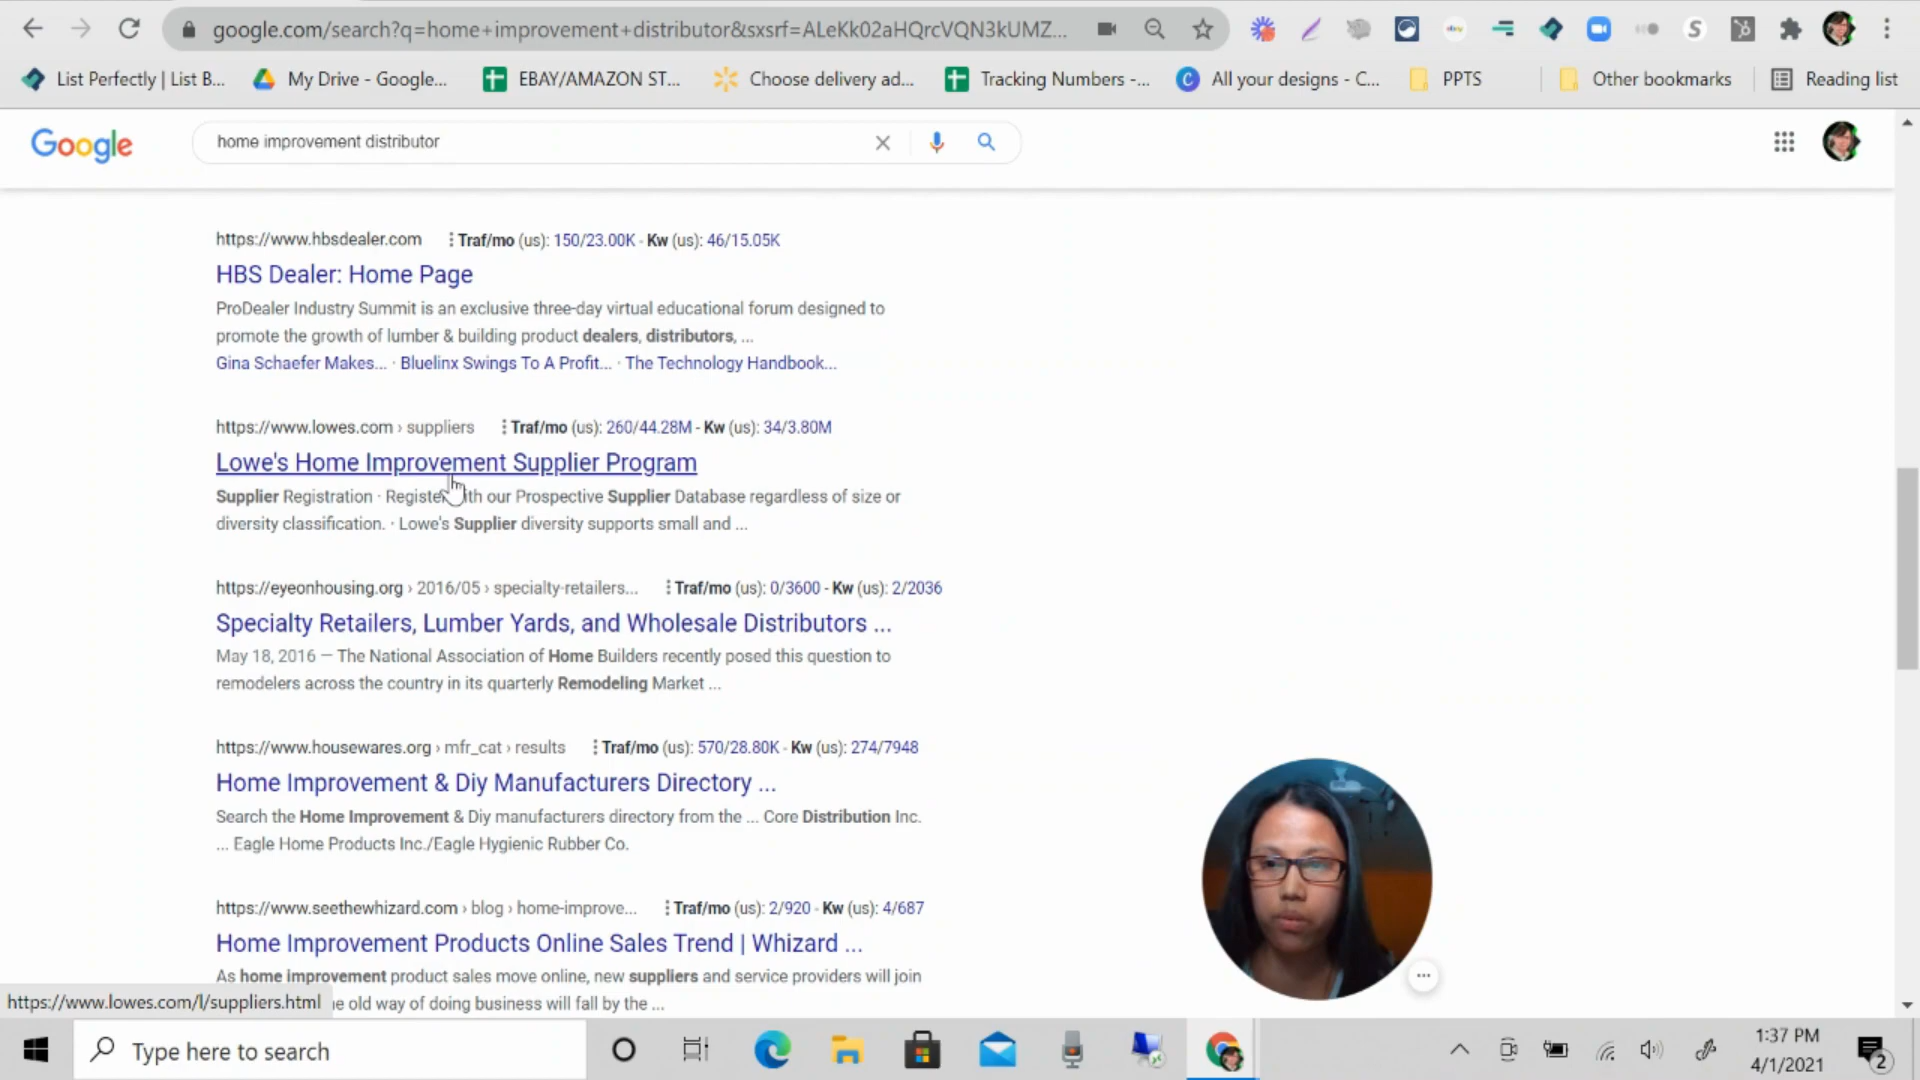 google.com/search?q=home+improvement+distributor&sxsrf=ALeKk02aHQrcVQN3kUMZ...
ebay
S
List Perfectly | List B...
My Drive - Google...
EBAY/AMAZON ST...
Choose delivery ad...
Tracking Numbers -...
C
All your designs - C...
PPTS
Other bookmarks
Reading list
Google
home improvement distributor
https://www.hbsdealer.com Traf/mo (us): 150/23.00K - Kw (us): 46/15.05K
HBS Dealer: Home Page
ProDealer Industry Summit is an exclusive three-day virtual educational forum designed to
promote the growth of lumber & building product dealers, distributors, ...
Gina Schaefer Makes... · Bluelinx Swings To A Profit... · The Technology Handbook...
https://www.lowes.com › suppliers Traf/mo (us): 260/44.28M - Kw (us): 34/3.80M
Lowe's Home Improvement Supplier Program
Supplier Registration · Register with our Prospective Supplier Database regardless of size or
diversity classification. · Lowe's Supplier diversity supports small and ...
https://eyeonhousing.org › 2016/05 › specialty-retailers... Traf/mo (us): 0/3600 - Kw (us): 2/2036
Specialty Retailers, Lumber Yards, and Wholesale Distributors ...
May 18, 2016 — The National Association of Home Builders recently posed this question to
remodelers across the country in its quarterly Remodeling Market ...
https://www.housewares.org › mfr_cat › results Traf/mo (us): 570/28.80K - Kw (us): 274/7948
Home Improvement & Diy Manufacturers Directory ...
Search the Home Improvement & Diy manufacturers directory from the ... Core Distribution Inc.
... Eagle Home Products Inc./Eagle Hygienic Rubber Co.
https://www.seethewhizard.com › blog › home-improve... Traf/mo (us): 2/920 - Kw (us): 4/687
Home Improvement Products Online Sales Trend | Whizard ...
As home improvement product sales move online, new suppliers and service providers will join
old way of doing business will fall by the ...
https://www.lowes.com/l/suppliers.html
Type here to search
1:37 PM
4/1/2021
2